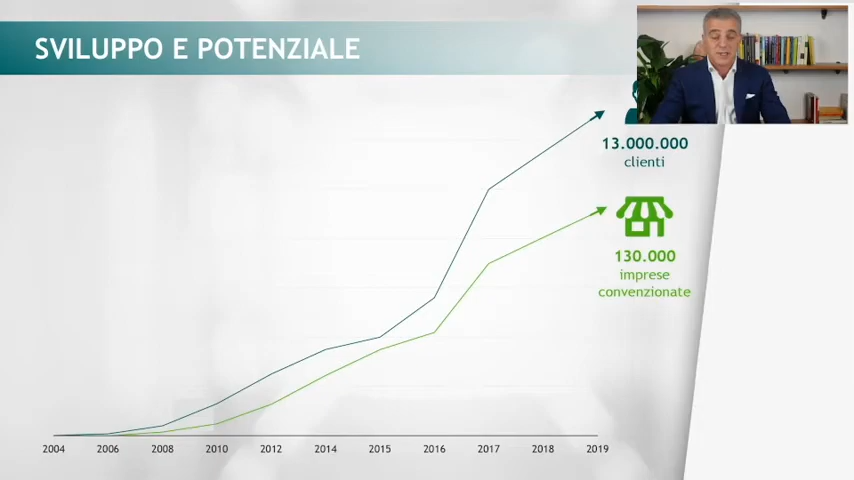 SVILUPPO E POTENZIALE
13.000.000
clienti
130.000
imprese
convenzionate
2004 2006 2008 2010 2012 2014 2015 2016 2017 2018 2019